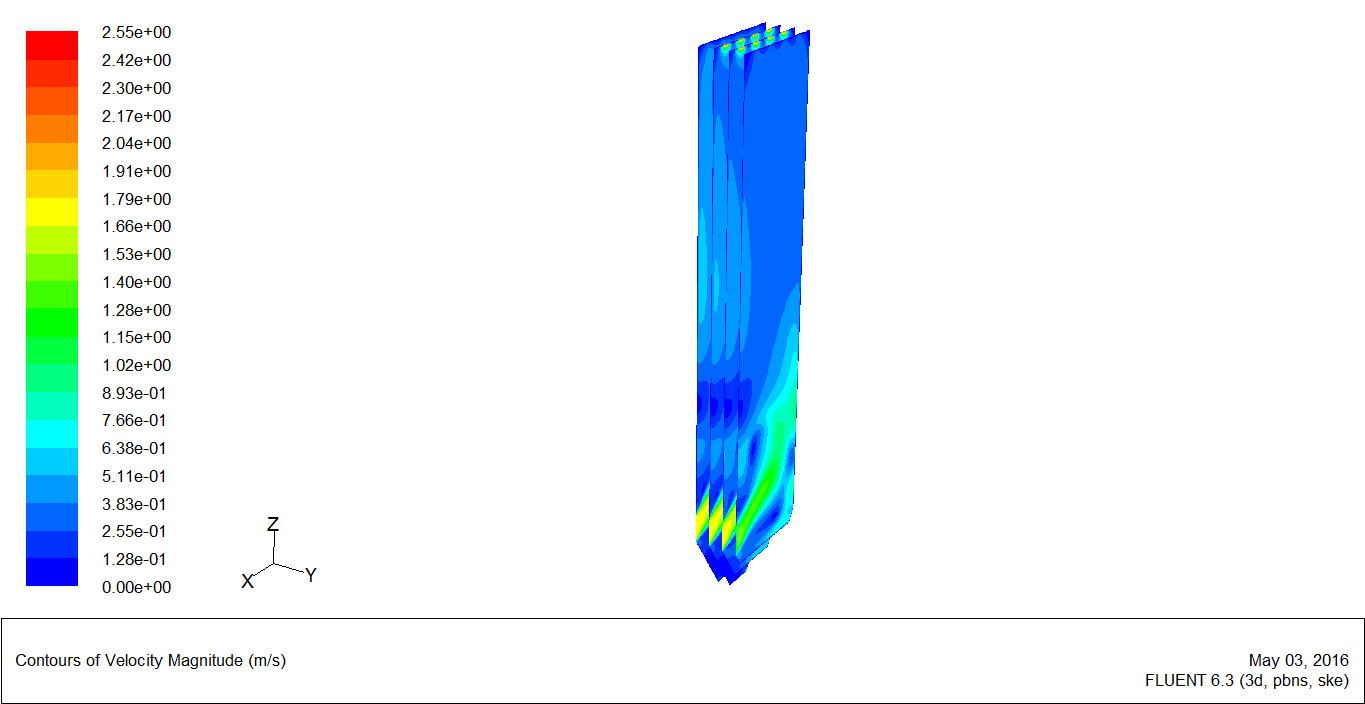 2.55e+00
2.42e+00
2.30e+00
2.17e+00
2.04e+00
1.91e+00
1.79e+00
1.66e+00
1.53e+00
1.40e+00
1.28e+00
1.15e+00
1.02e+00
8.93e-01
7.66e-01
6.38e-01
5.11e-01
3.83e-01
2.55e-01
1.28e-01
0.00e+00
Z
X
Y
Contours of Velocity Magnitude (m/s)
May 03, 2016
FLUENT 6.3 (3d, pbns, ske)